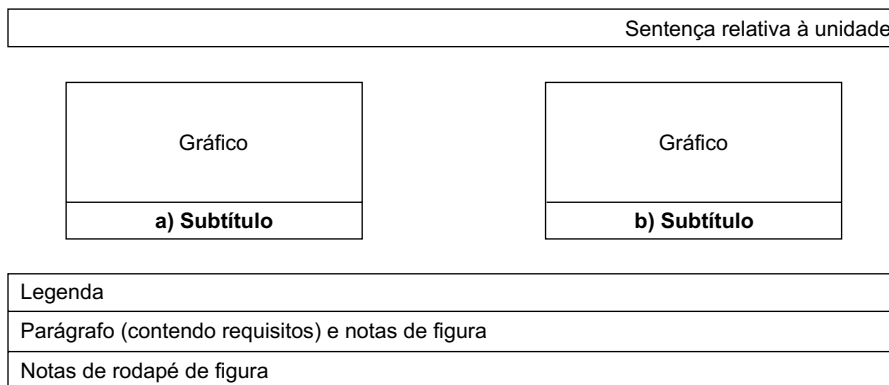 Sentença relativa à unidade
Gráfico
Gráfico
a) Subtítulo
b) Subtítulo
Legenda
Parágrafo (contendo requisitos) e notas de figura
Notas de rodapé de figura